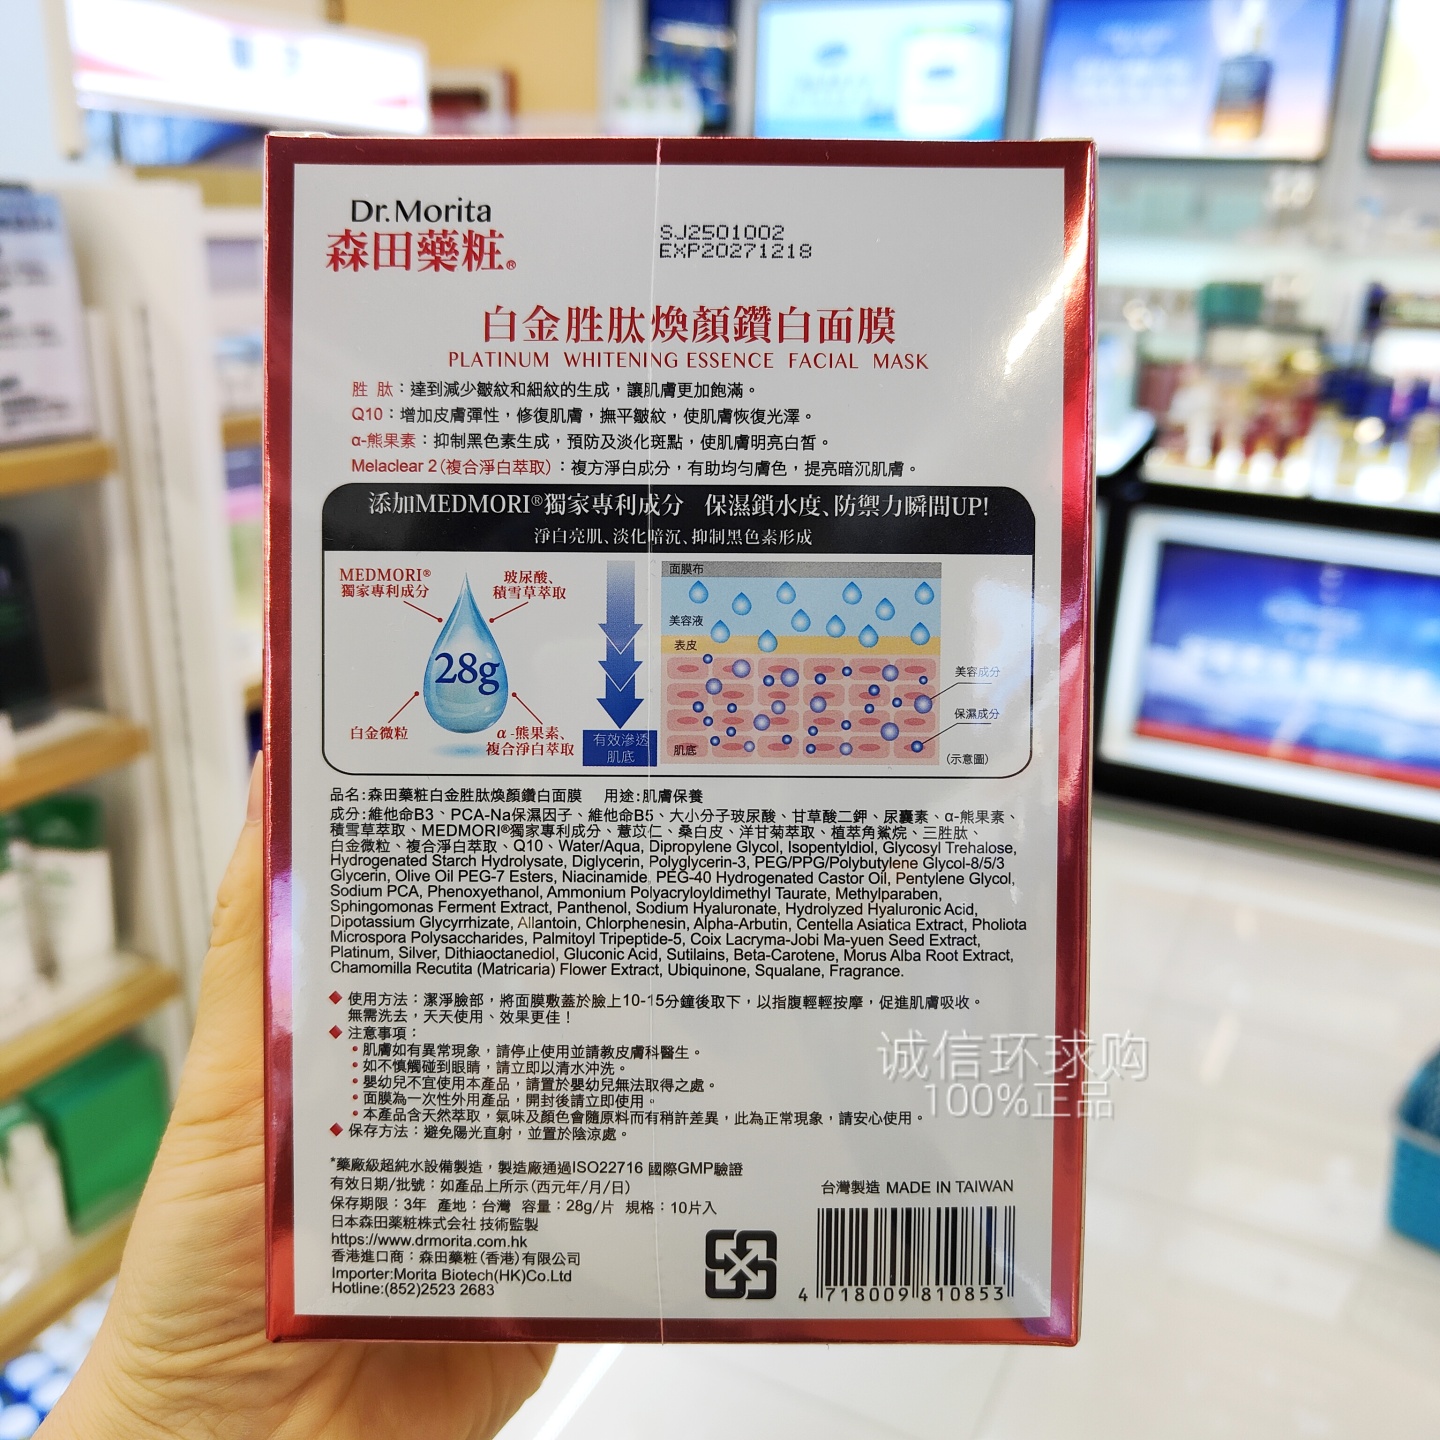 Dr.Morita
森田藥粧®
SJ2501002
EXP20271218
白金胜肽煥顏鑽白面膜
PLATINUM WHITENING ESSENCE FACIAL MASK
胜 肽：達到減少皺紋和細紋的生成，讓肌膚更加飽滿。
Q10：增加皮膚彈性，修復肌膚，撫平皺紋，使肌膚恢復光澤。
α-熊果素：抑制黑色素生成，預防及淡化斑點，使肌膚明亮白皙。
Melaclear 2（複合淨白萃取）：複方淨白成分，有助均勻膚色，提亮暗沉肌膚。
添加MEDMORI®獨家專利成分 保濕鎖水度、防禦力瞬間UP!
淨白亮肌、淡化暗沉、抑制黑色素形成
MEDMORI®
獨家專利成分
玻尿酸、
積雪草萃取
28g
白金微粒
α-熊果素、
複合淨白萃取
有效滲透
肌底
面膜布
美容液
表皮
肌底
美容成分
保濕成分
(示意圖)
品名:森田藥粧白金胜肽煥顏鑽白面膜 用途:肌膚保養
成分:維他命B3、PCA-Na保濕因子、維他命B5、大小分子玻尿酸、甘草酸二鉀、尿囊素、α-熊果素、
積雪草萃取、MEDMORI®獨家專利成分、薏苡仁、桑白皮、洋甘菊萃取、植萃角鯊烷、三胜肽、
白金微粒、複合淨白萃取、Q10、Water/Aqua, Dipropylene Glycol, Isopentyldiol, Glycosyl Trehalose,
Hydrogenated Starch Hydrolysate, Diglycerin, Polyglycerin-3, PEG/PPG/Polybutylene Glycol-8/5/3
Glycerin, Olive Oil PEG-7 Esters, Niacinamide, PEG-40 Hydrogenated Castor Oil, Pentylene Glycol,
Sodium PCA, Phenoxyethanol, Ammonium Polyacryloyldimethyl Taurate, Methylparaben,
Sphingomonas Ferment Extract, Panthenol, Sodium Hyaluronate, Hydrolyzed Hyaluronic Acid,
Dipotassium Glycyrrhizate, Allantoin, Chlorphenesin, Alpha-Arbutin, Centella Asiatica Extract, Pholiota
Microspora Polysaccharides, Palmitoyl Tripeptide-5, Coix Lacryma-Jobi Ma-yuen Seed Extract,
Platinum, Silver, Dithiaoctanediol, Gluconic Acid, Sutilains, Beta-Carotene, Morus Alba Root Extract,
Chamomilla Recutita (Matricaria) Flower Extract, Ubiquinone, Squalane, Fragrance.
◆ 使用方法：潔淨臉部，將面膜敷蓋於臉上10-15分鐘後取下，以指腹輕輕按摩，促進肌膚吸收。
無需洗去，天天使用、效果更佳！
◆ 注意事項：
• 肌膚如有異常現象，請停止使用並請教皮膚科醫生。
• 如不慎觸碰到眼睛，請立即以清水沖洗。
• 嬰幼兒不宜使用本產品，請置於嬰幼兒無法取得之處。
• 面膜為一次性外用產品，開封後請立即使用。
• 本產品含天然萃取，氣味及顏色會隨原料而有稍許差異，此為正常現象，請安心使用。
◆ 保存方法：避免陽光直射，並置於陰涼處。
*藥廠級超純水設備製造，製造廠通過ISO22716 國際GMP驗證
有效日期/批號：如產品上所示(西元年/月/日)
保存期限：3年 產地：台灣 容量：28g/片 規格：10片入
日本森田薬粧株式会社 技術監製
https://www.drmorita.com.hk
香港進口商：森田藥粧(香港)有限公司
Importer:Morita Biotech(HK)Co.Ltd
Hotline:(852)2523 2683
台灣製造 MADE IN TAIWAN
4 718009 810853
诚信环球购
100%正品